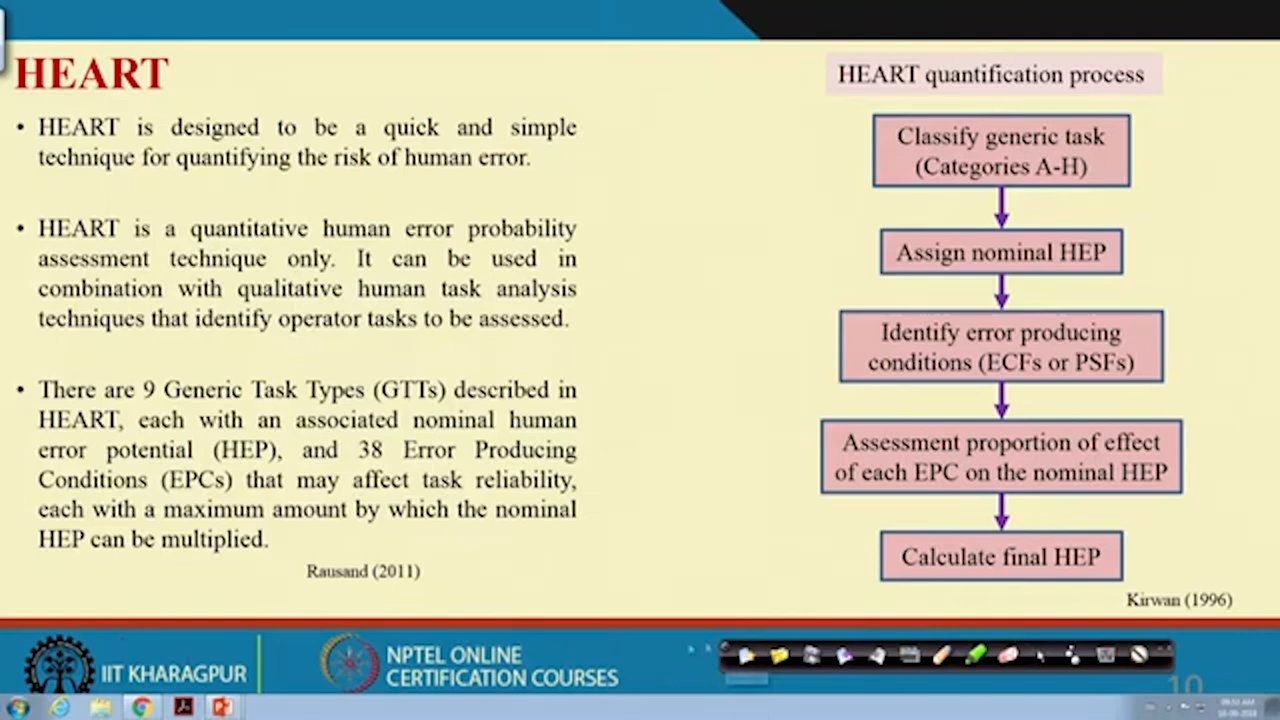 HEART
• HEART is designed to be a quick and simple
technique for quantifying the risk of human error.
• HEART is a quantitative human error probability
assessment technique only. It can be used in
combination with qualitative human task analysis
techniques that identify operator tasks to be assessed.
• There are 9 Generic Task Types (GTTs) described in
HEART, each with an associated nominal human
error potential (HEP), and 38 Error Producing
Conditions (EPCs) that may affect task reliability,
each with a maximum amount by which the nominal
HEP can be multiplied.
Rausand (2011)
HEART quantification process
Classify generic task
(Categories A-H)
Assign nominal HEP
Identify error producing
conditions (ECFs or PSFs)
Assessment proportion of effect
of each EPC on the nominal HEP
Calculate final HEP
Kirwan (1996)
IIT KHARAGPUR
NPTEL ONLINE
CERTIFICATION COURSES
10